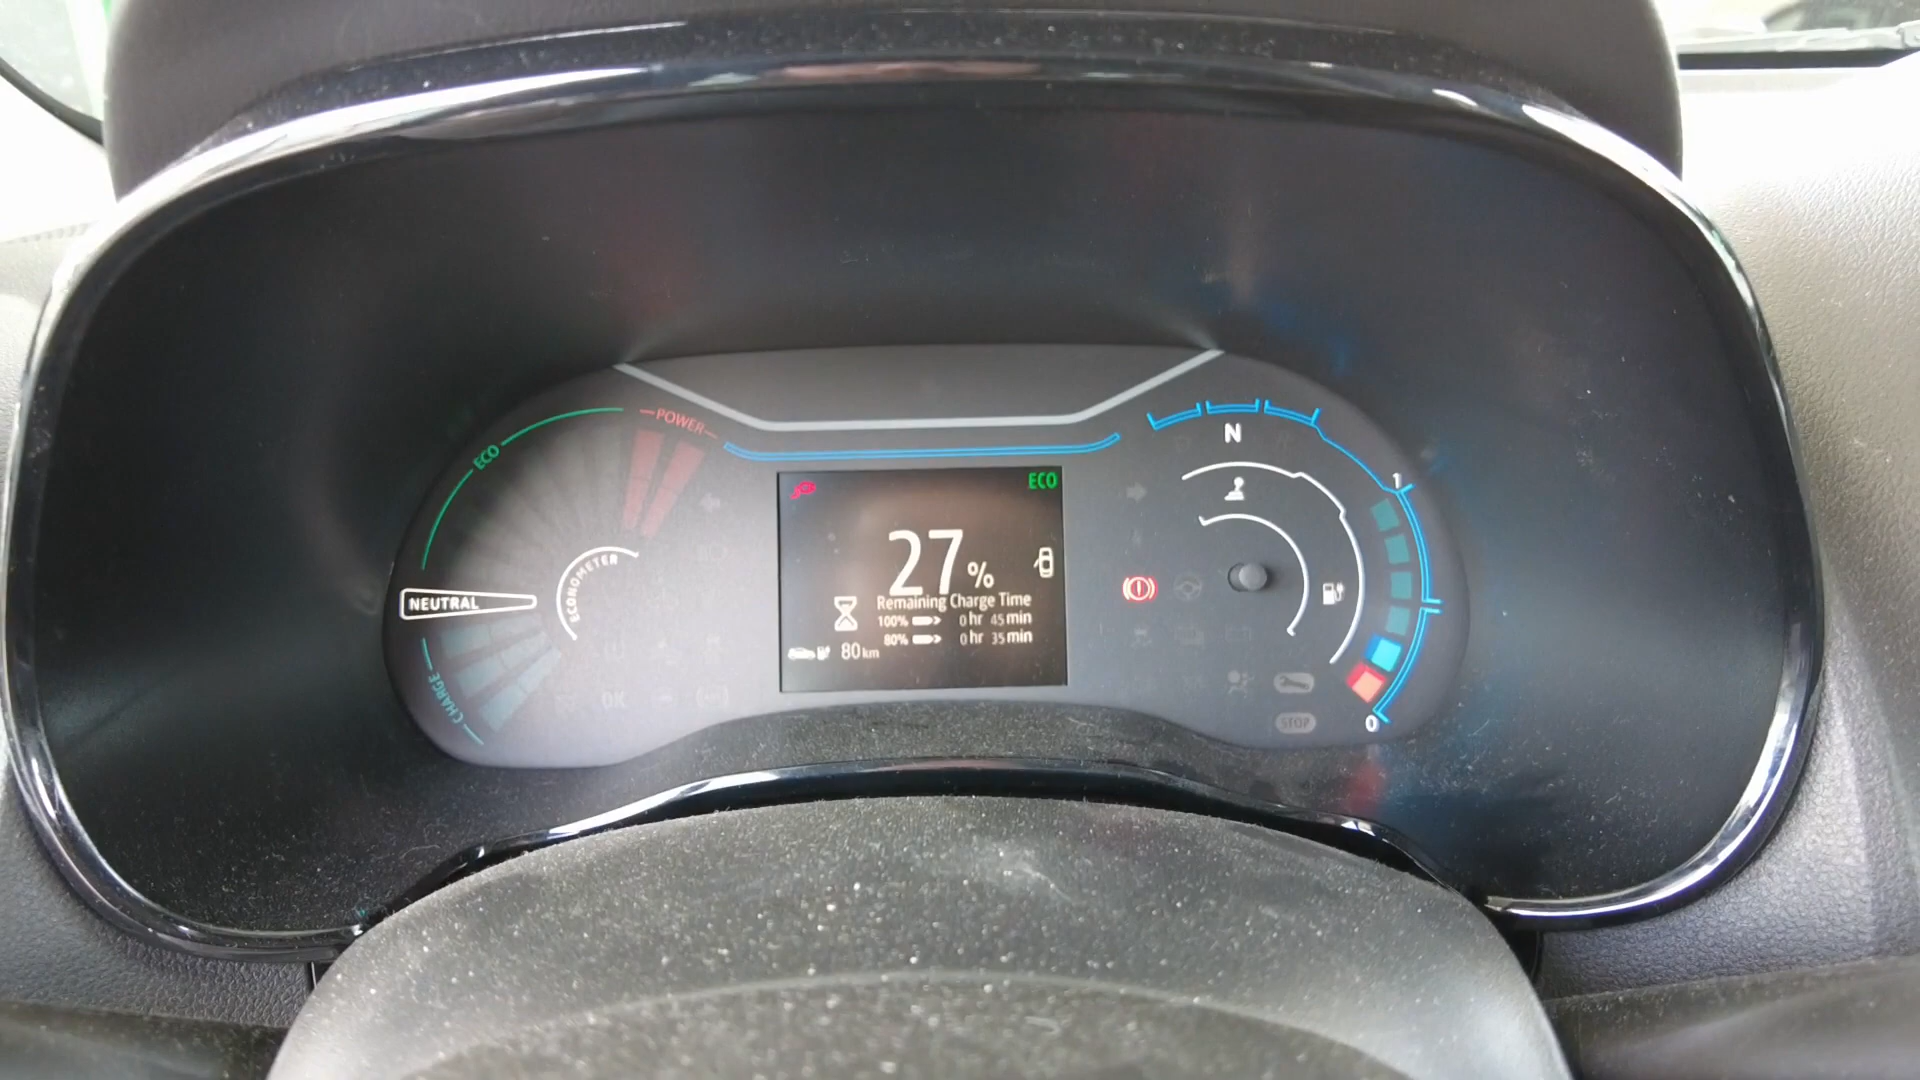 ECO
POWER
N
1
ECO
27%
ECONOMETER
NEUTRAL
Remaining Charge Time
100% 0 hr 45 min
80% 0 hr 35 min
80 km
CHARGE
OK
STOP
0